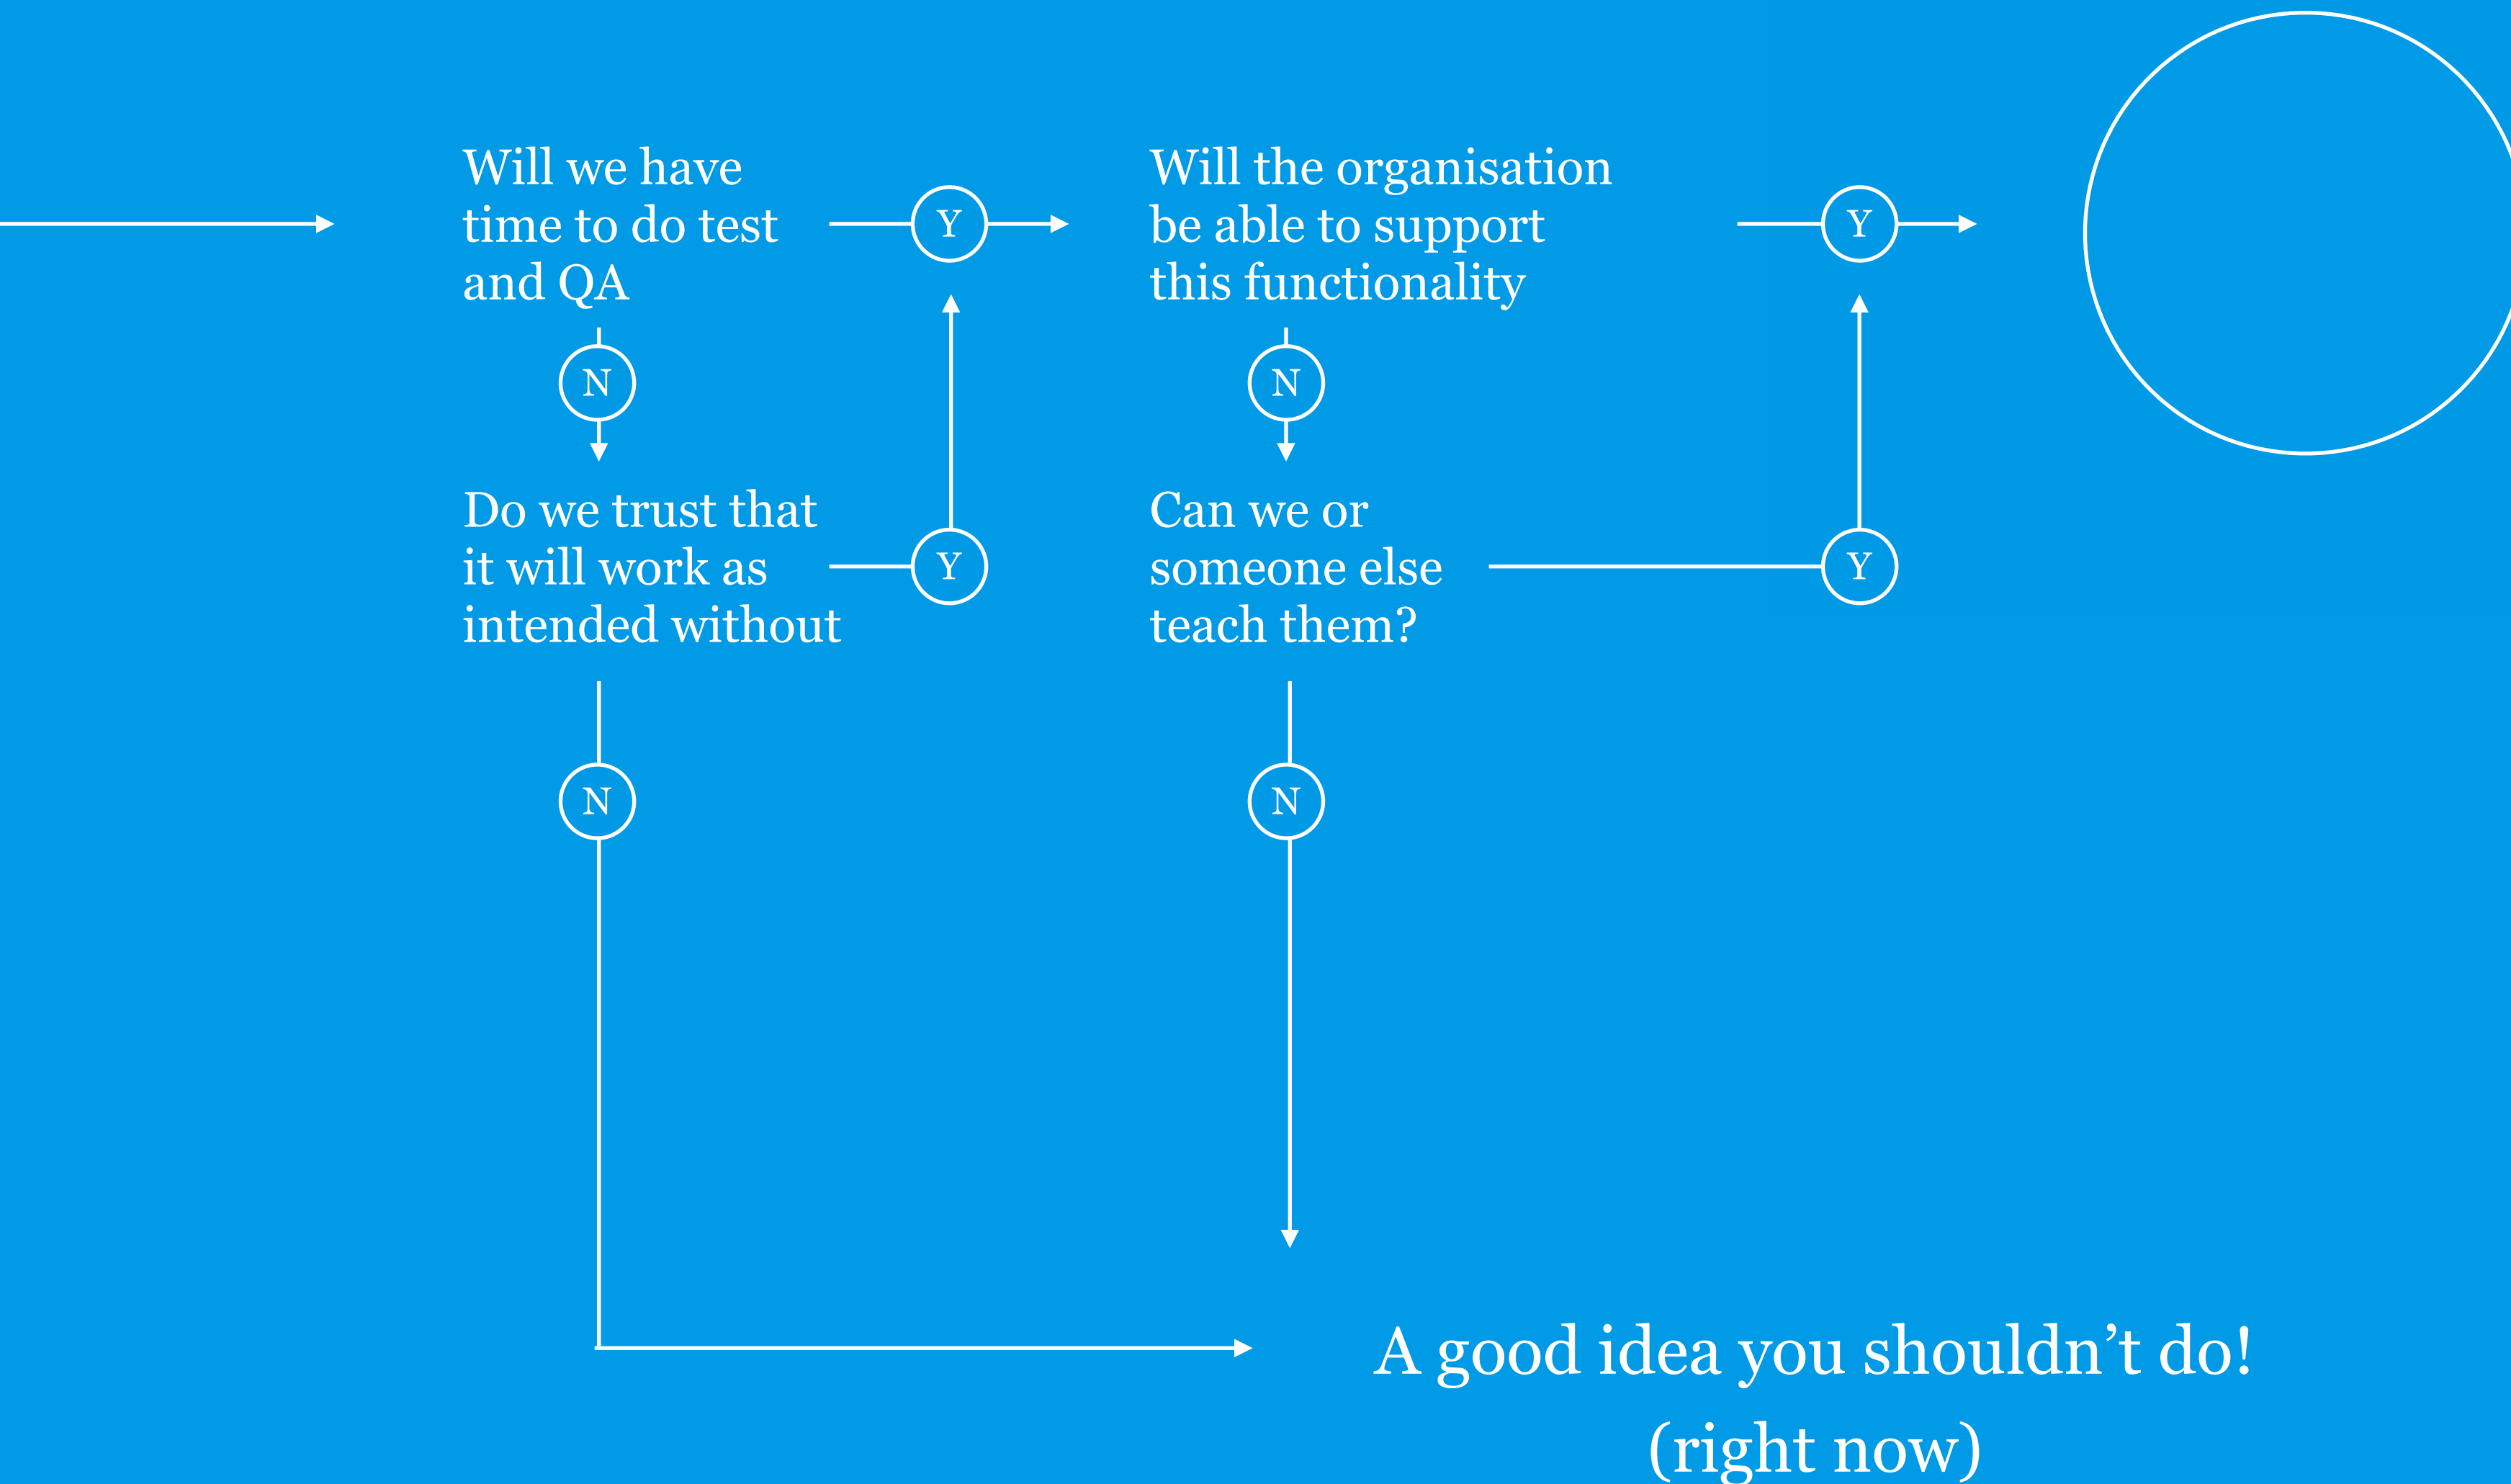 Will we have
time to do test
and QA
Y
Will the organisation
be able to support
this functionality
Y
N
N
Do we trust that
it will work as
intended without
Y
Can we or
someone else
teach them?
Y
N
N
A good idea you shouldn’t do!
(right now)